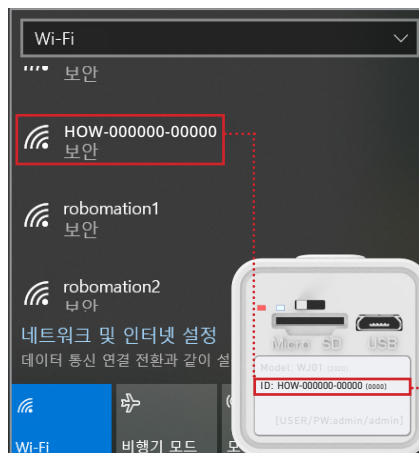 Wi-Fi
보안
HOW-000000-00000
보안
robomation1
보안
robomation2
보안
네트워크 및 인터넷 설정
데이터 통신 연결 전환과 같이 설
Micro SD USB
Model: WJ01
ID: HOW-000000-00000 (0000)
[USER/PW:admin/admin]
Wi-Fi
비행기 모드